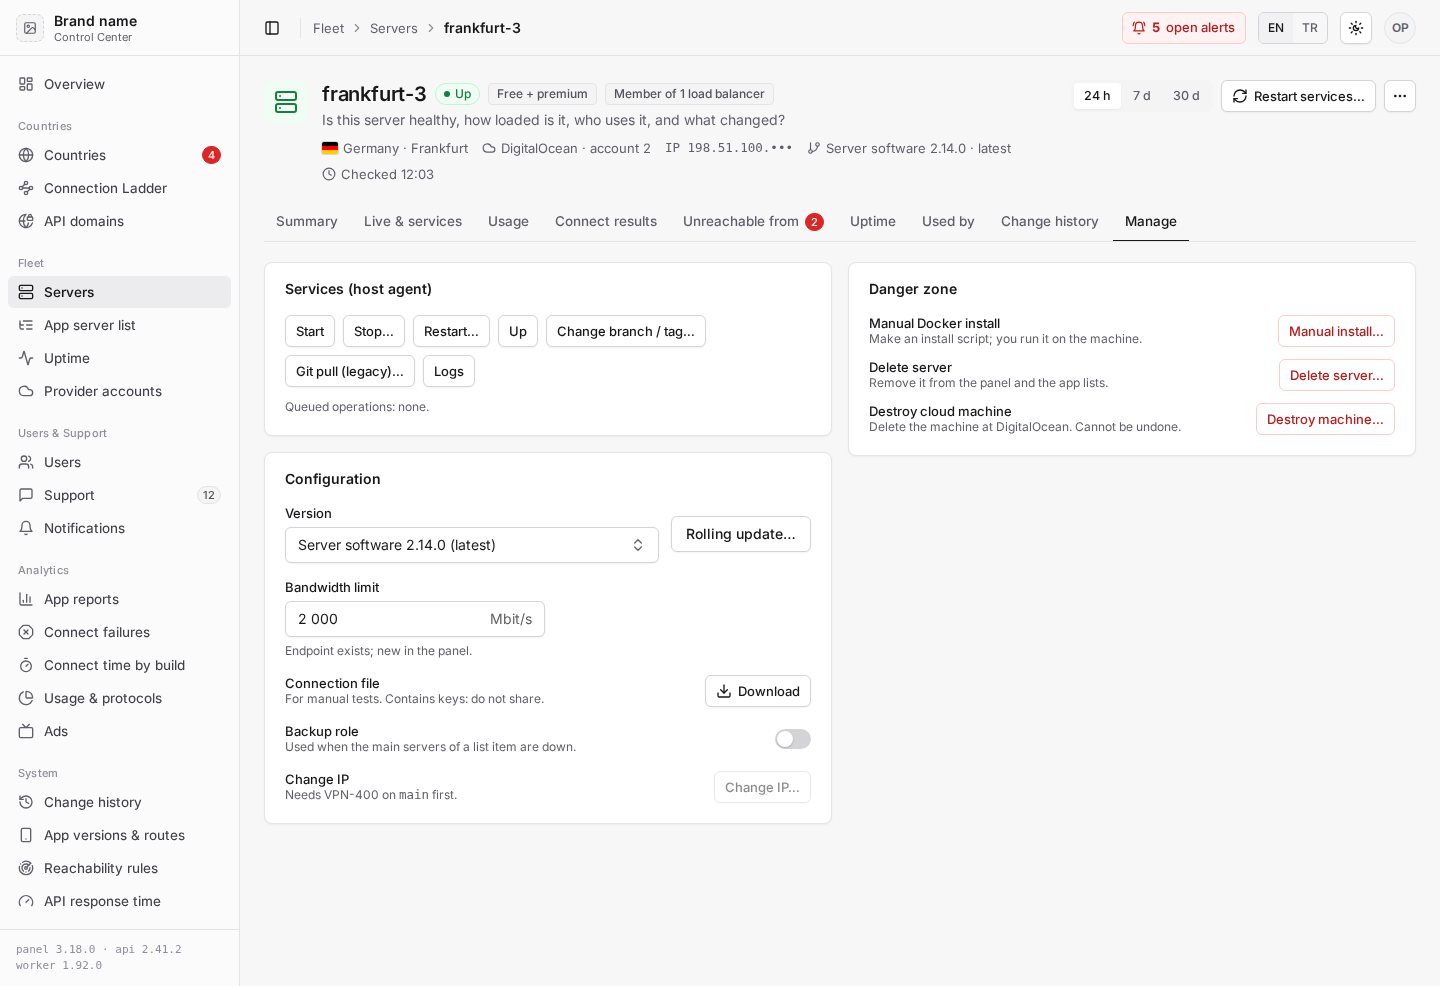 Brand name
Control Center
Overview
Countries
Countries
4
Connection Ladder
API domains
Fleet
Servers
App server list
Uptime
Provider accounts
Users & Support
Users
Support
12
Notifications
Analytics
App reports
Connect failures
Connect time by build
Usage & protocols
Ads
System
Change history
App versions & routes
Reachability rules
API response time
panel 3.18.0 · api 2.41.2
worker 1.92.0
Fleet
Servers
frankfurt-3
5 open alerts
EN
TR
OP
frankfurt-3
Up
Free + premium
Member of 1 load balancer
24 h
7 d
30 d
Restart services...
Is this server healthy, how loaded is it, who uses it, and what changed?
Germany · Frankfurt
DigitalOcean · account 2
IP 198.51.100.•••
Server software 2.14.0 · latest
Checked 12:03
Summary
Live & services
Usage
Connect results
Unreachable from
2
Uptime
Used by
Change history
Manage
Services (host agent)
Start
Stop...
Restart...
Up
Change branch / tag...
Git pull (legacy)...
Logs
Queued operations: none.
Configuration
Version
Server software 2.14.0 (latest)
Rolling update...
Bandwidth limit
2 000
Mbit/s
Endpoint exists; new in the panel.
Connection file
For manual tests. Contains keys: do not share.
Download
Backup role
Used when the main servers of a list item are down.
Change IP
Needs VPN-400 on main first.
Change IP...
Danger zone
Manual Docker install
Make an install script; you run it on the machine.
Manual install...
Delete server
Remove it from the panel and the app lists.
Delete server...
Destroy cloud machine
Delete the machine at DigitalOcean. Cannot be undone.
Destroy machine...